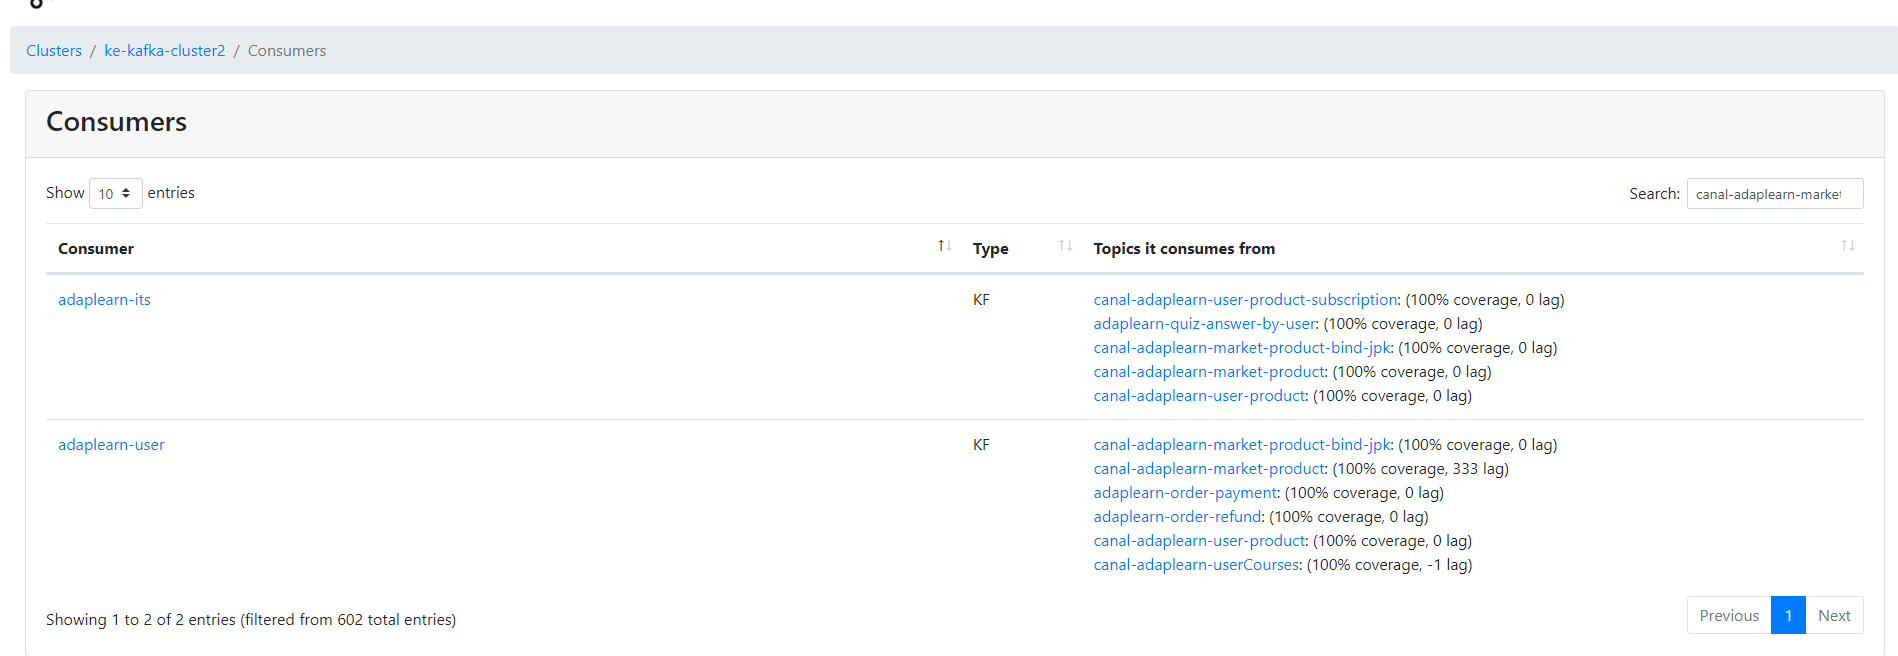 Clusters / ke-kafka-cluster2 / Consumers
Consumers
Show 10 entries
Search: canal-adaplearn-market
Consumer Type Topics it consumes from
adaplearn-its KF canal-adaplearn-user-product-subscription: (100% coverage, 0 lag)
adaplearn-quiz-answer-by-user: (100% coverage, 0 lag)
canal-adaplearn-market-product-bind-jpk: (100% coverage, 0 lag)
canal-adaplearn-market-product: (100% coverage, 0 lag)
canal-adaplearn-user-product: (100% coverage, 0 lag)
adaplearn-user KF canal-adaplearn-market-product-bind-jpk: (100% coverage, 0 lag)
canal-adaplearn-market-product: (100% coverage, 333 lag)
adaplearn-order-payment: (100% coverage, 0 lag)
adaplearn-order-refund: (100% coverage, 0 lag)
canal-adaplearn-user-product: (100% coverage, 0 lag)
canal-adaplearn-userCourses: (100% coverage, -1 lag)
Showing 1 to 2 of 2 entries (filtered from 602 total entries)
Previous 1 Next